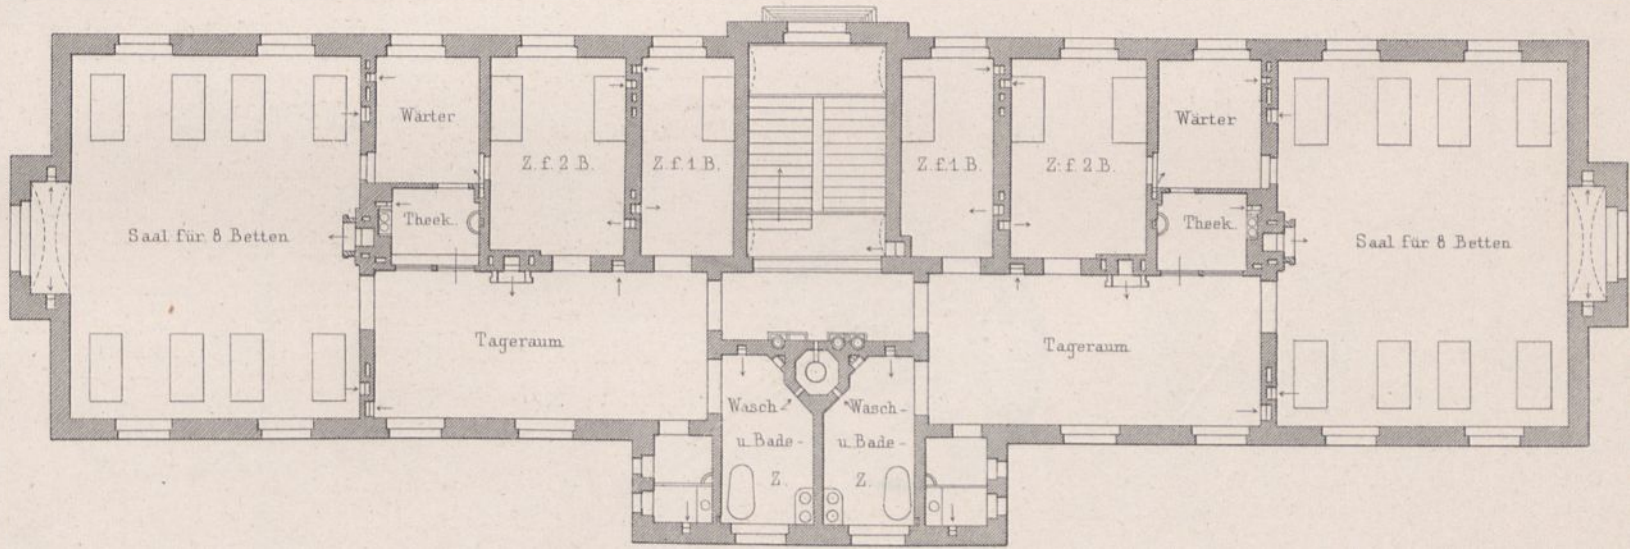 Wärter
Z. f. 2 B.
Z. f. 1 B.
Z. f. 1 B.
Z. f. 2 B.
Wärter
Theek.
Theek.
Saal für 8 Betten
Saal für 8 Betten
Tageraum
Tageraum
Wasch-
u. Bade-
Z.
Wasch-
u. Bade-
Z.